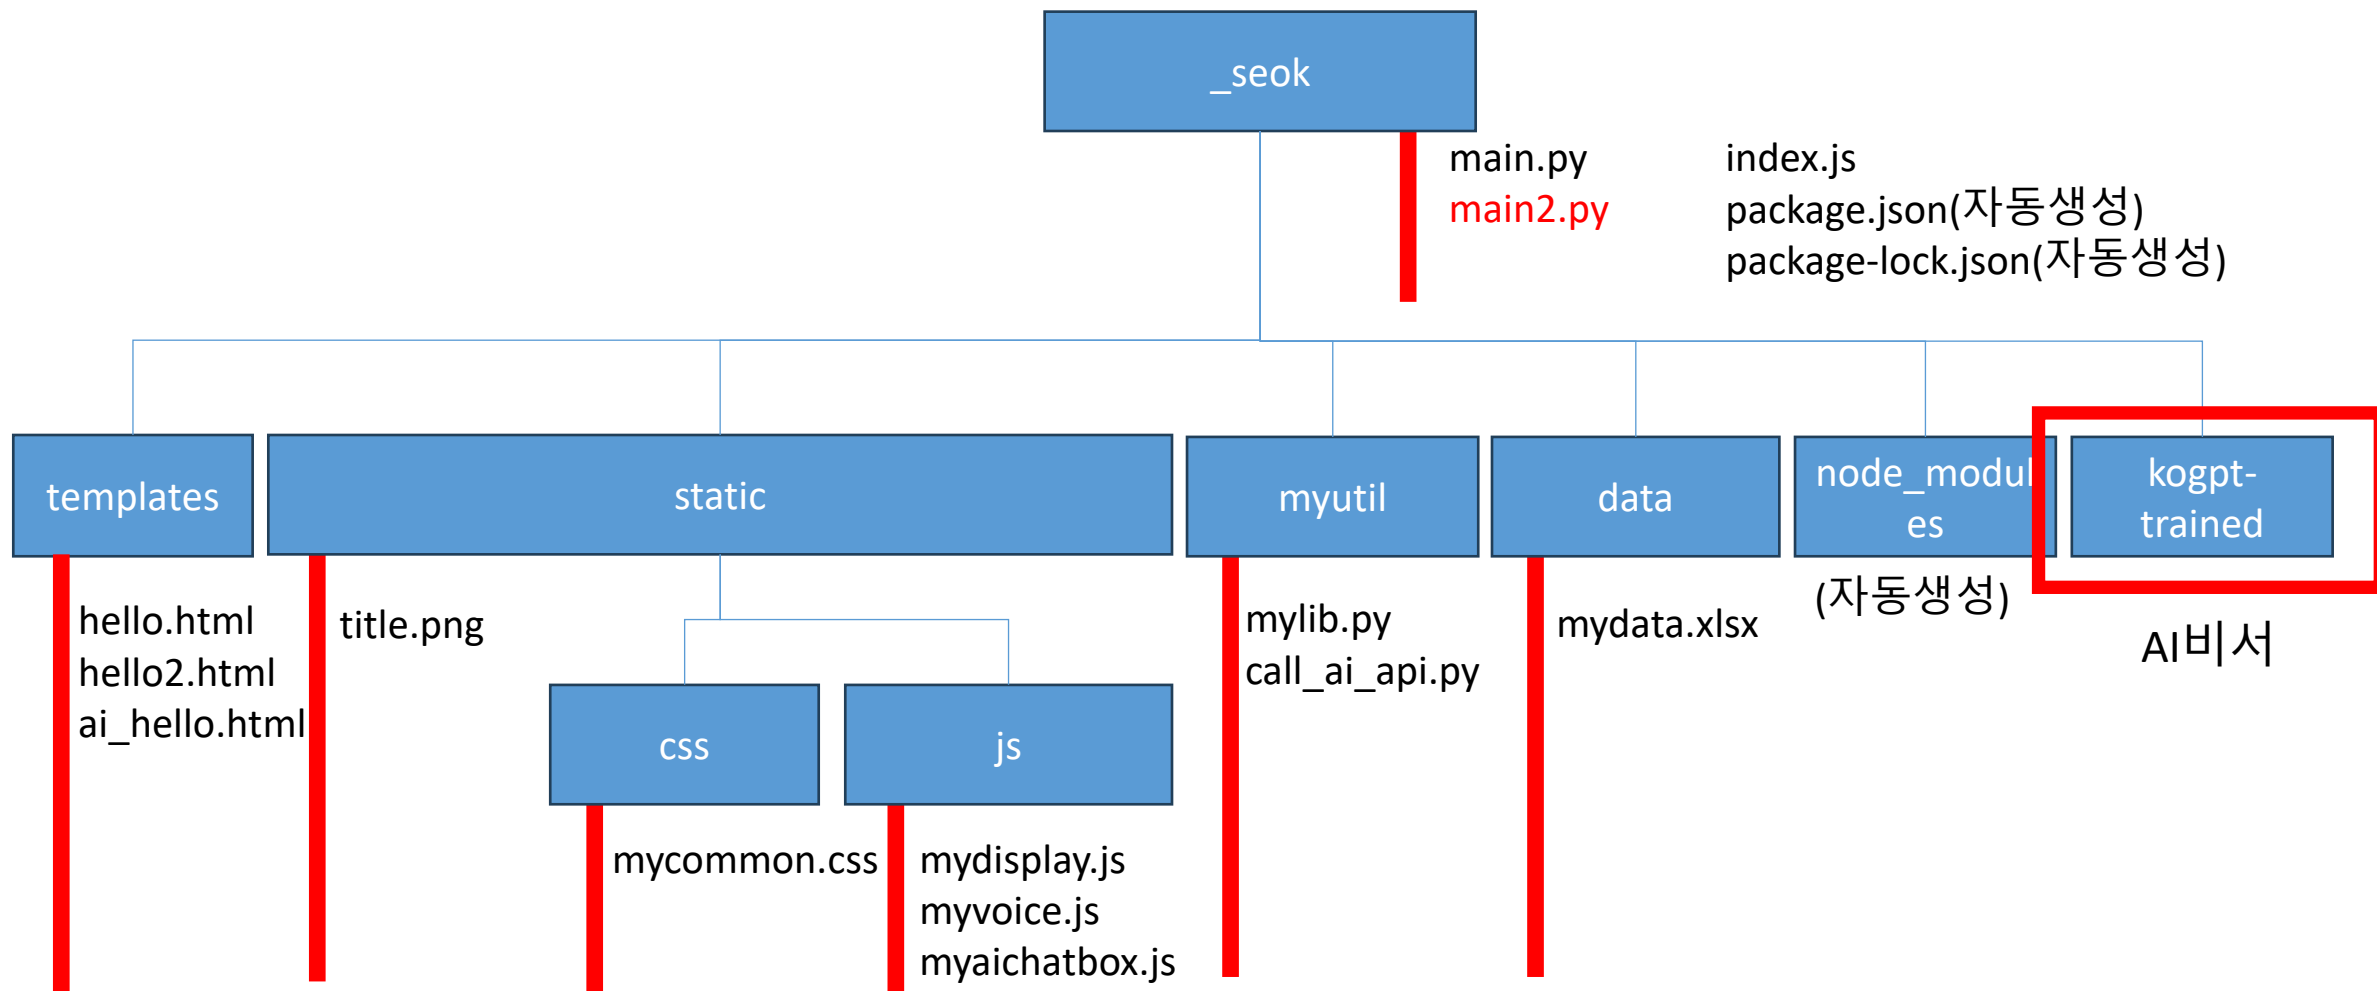 _seok
main.py
main2.py
index.js
package.json(자동생성)
package-lock.json(자동생성)
templates
static
myutil
data
node_modul
es
kogpt-
trained
(자동생성)
AI비서
hello.html
hello2.html
ai_hello.html
title.png
mylib.py
call_ai_api.py
mydata.xlsx
css
js
mycommon.css
mydisplay.js
myvoice.js
myaichatbox.js